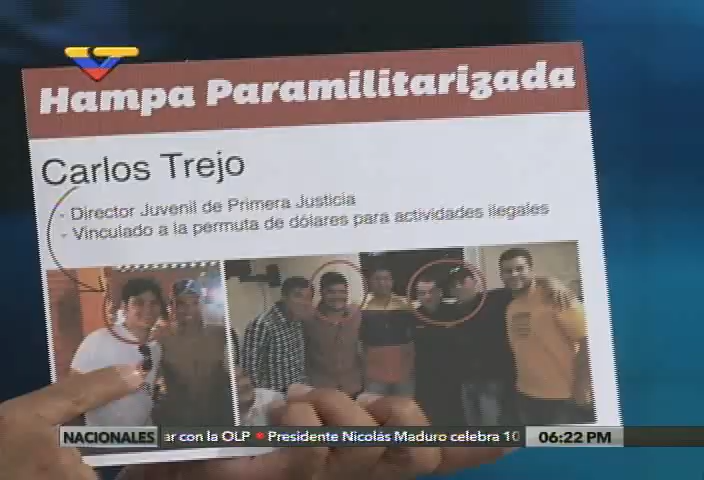 Hampa Paramilitarizada
Carlos Trejo
- Director Juvenil de Primera Justicia
- Vinculado a la permuta de dólares para actividades ilegales
NACIONALES ar con la OLP • Presidente Nicolás Maduro celebra 10 06:22 PM